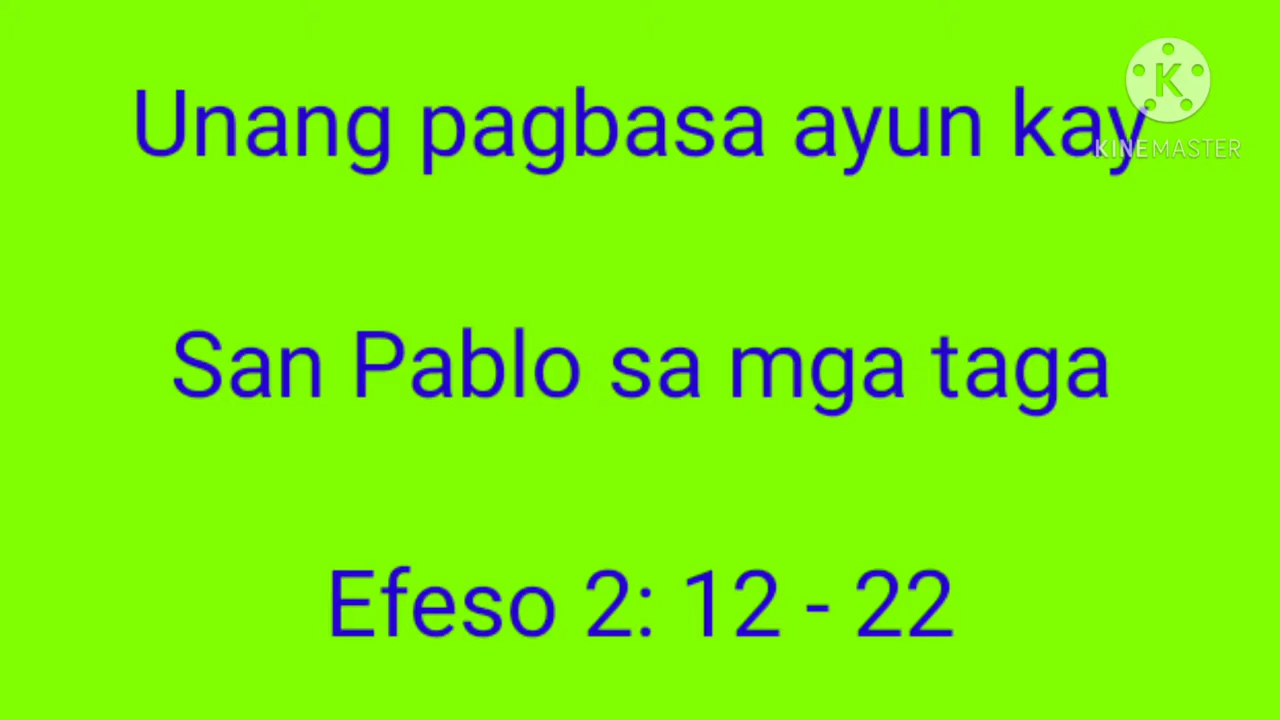 Unang pagbasa ayun kay
KINEMASTER
San Pablo sa mga taga
Efeso 2: 12 - 22